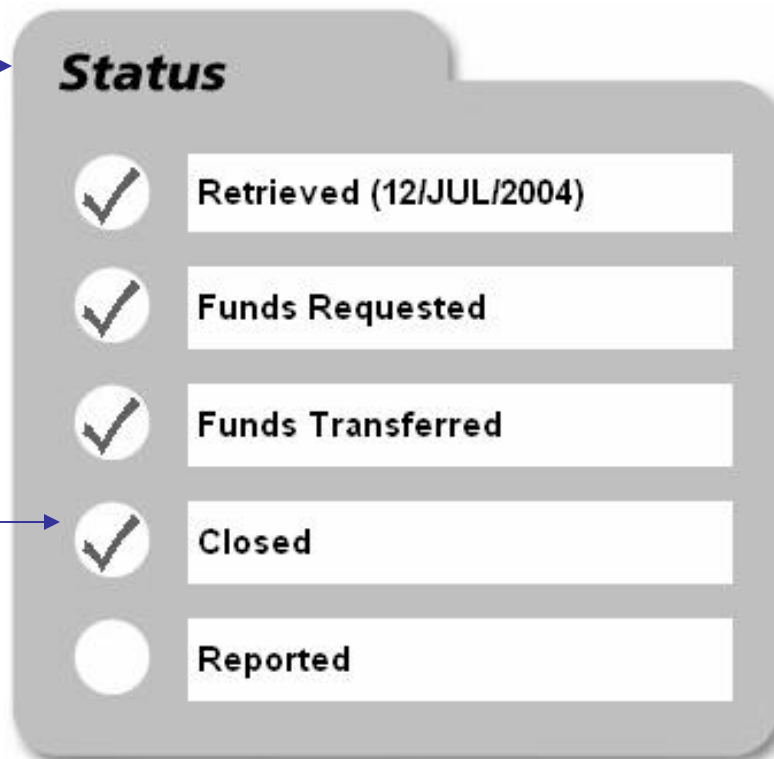 Status
Retrieved (12/JUL/2004)
Funds Requested
Funds Transferred
Closed
Reported